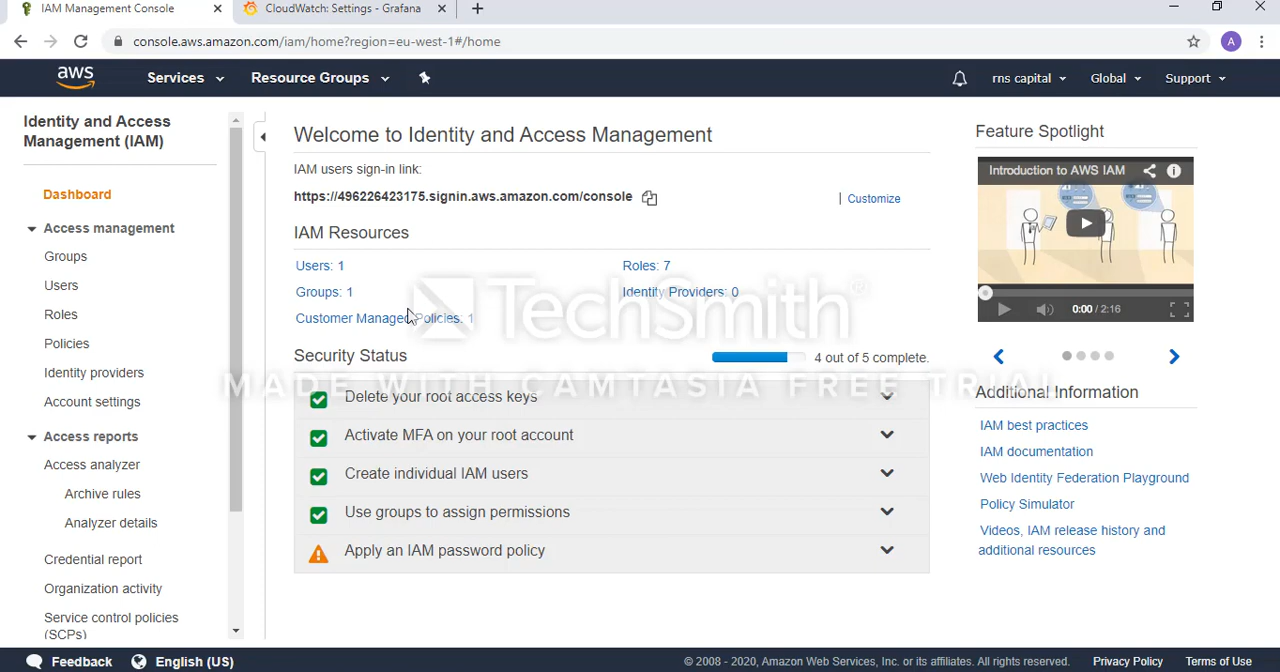 IAM Management Console
CloudWatch: Settings - Grafana
console.aws.amazon.com/iam/home?region=eu-west-1#/home
A
aws
Services
Resource Groups
rns capital
Global
Support
Identity and Access
Management (IAM)
Dashboard
Access management
Groups
Users
Roles
Policies
Identity providers
Account settings
Access reports
Access analyzer
Archive rules
Analyzer details
Credential report
Organization activity
Service control policies
(SCPs)
Welcome to Identity and Access Management
IAM users sign-in link:
https://496226423175.signin.aws.amazon.com/console
| Customize
IAM Resources
Users: 1
Roles: 7
Groups: 1
Identity Providers: 0
Customer Managed Policies: 1
Security Status
4 out of 5 complete.
Delete your root access keys
Activate MFA on your root account
Create individual IAM users
Use groups to assign permissions
Apply an IAM password policy
TechSmith®
MADE WITH CAMTASIA FREE TRIAL
Feature Spotlight
Introduction to AWS IAM
0:00 / 2:16
Additional Information
IAM best practices
IAM documentation
Web Identity Federation Playground
Policy Simulator
Videos, IAM release history and
additional resources
Feedback
English (US)
© 2008 - 2020, Amazon Web Services, Inc. or its affiliates. All rights reserved.
Privacy Policy
Terms of Use